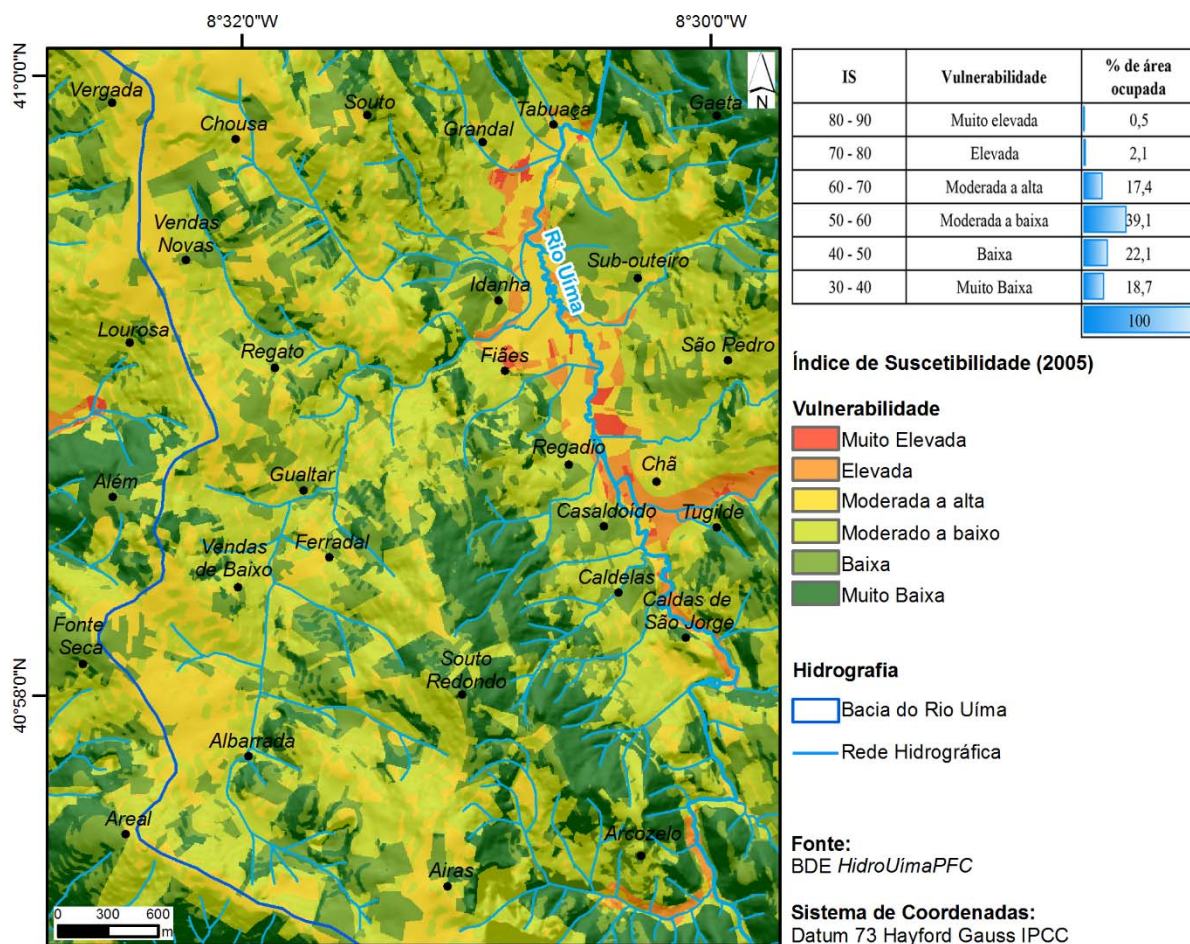 8°32'0"W
8°30'0"W
41°0'0"N
40°58'0"N
N
Vergada
Chousa
Souto
Grandal
Tabuaça
Gaeta
Vendas
Novas
Rio Uíma
Sub-outeiro
Idanha
Lourosa
Regato
Fiães
São Pedro
Regadio
Chã
Além
Gualtar
Casaldoído
Tugilde
Vendas
de Baixo
Ferradal
Caldelas
Caldas de
São Jorge
Fonte
Seca
Souto
Redondo
Albarrada
Areal
Arcozelo
Airas
0 300 600
m
IS Vulnerabilidade % de área
ocupada
80 - 90 Muito elevada 0,5
70 - 80 Elevada 2,1
60 - 70 Moderada a alta 17,4
50 - 60 Moderada a baixa 39,1
40 - 50 Baixa 22,1
30 - 40 Muito Baixa 18,7
100
Índice de Suscetibilidade (2005)
Vulnerabilidade
Muito Elevada
Elevada
Moderada a alta
Moderado a baixo
Baixa
Muito Baixa
Hidrografia
Bacia do Rio Uíma
Rede Hidrográfica
Fonte:
BDE HidroUímaPFC
Sistema de Coordenadas:
Datum 73 Hayford Gauss IPCC